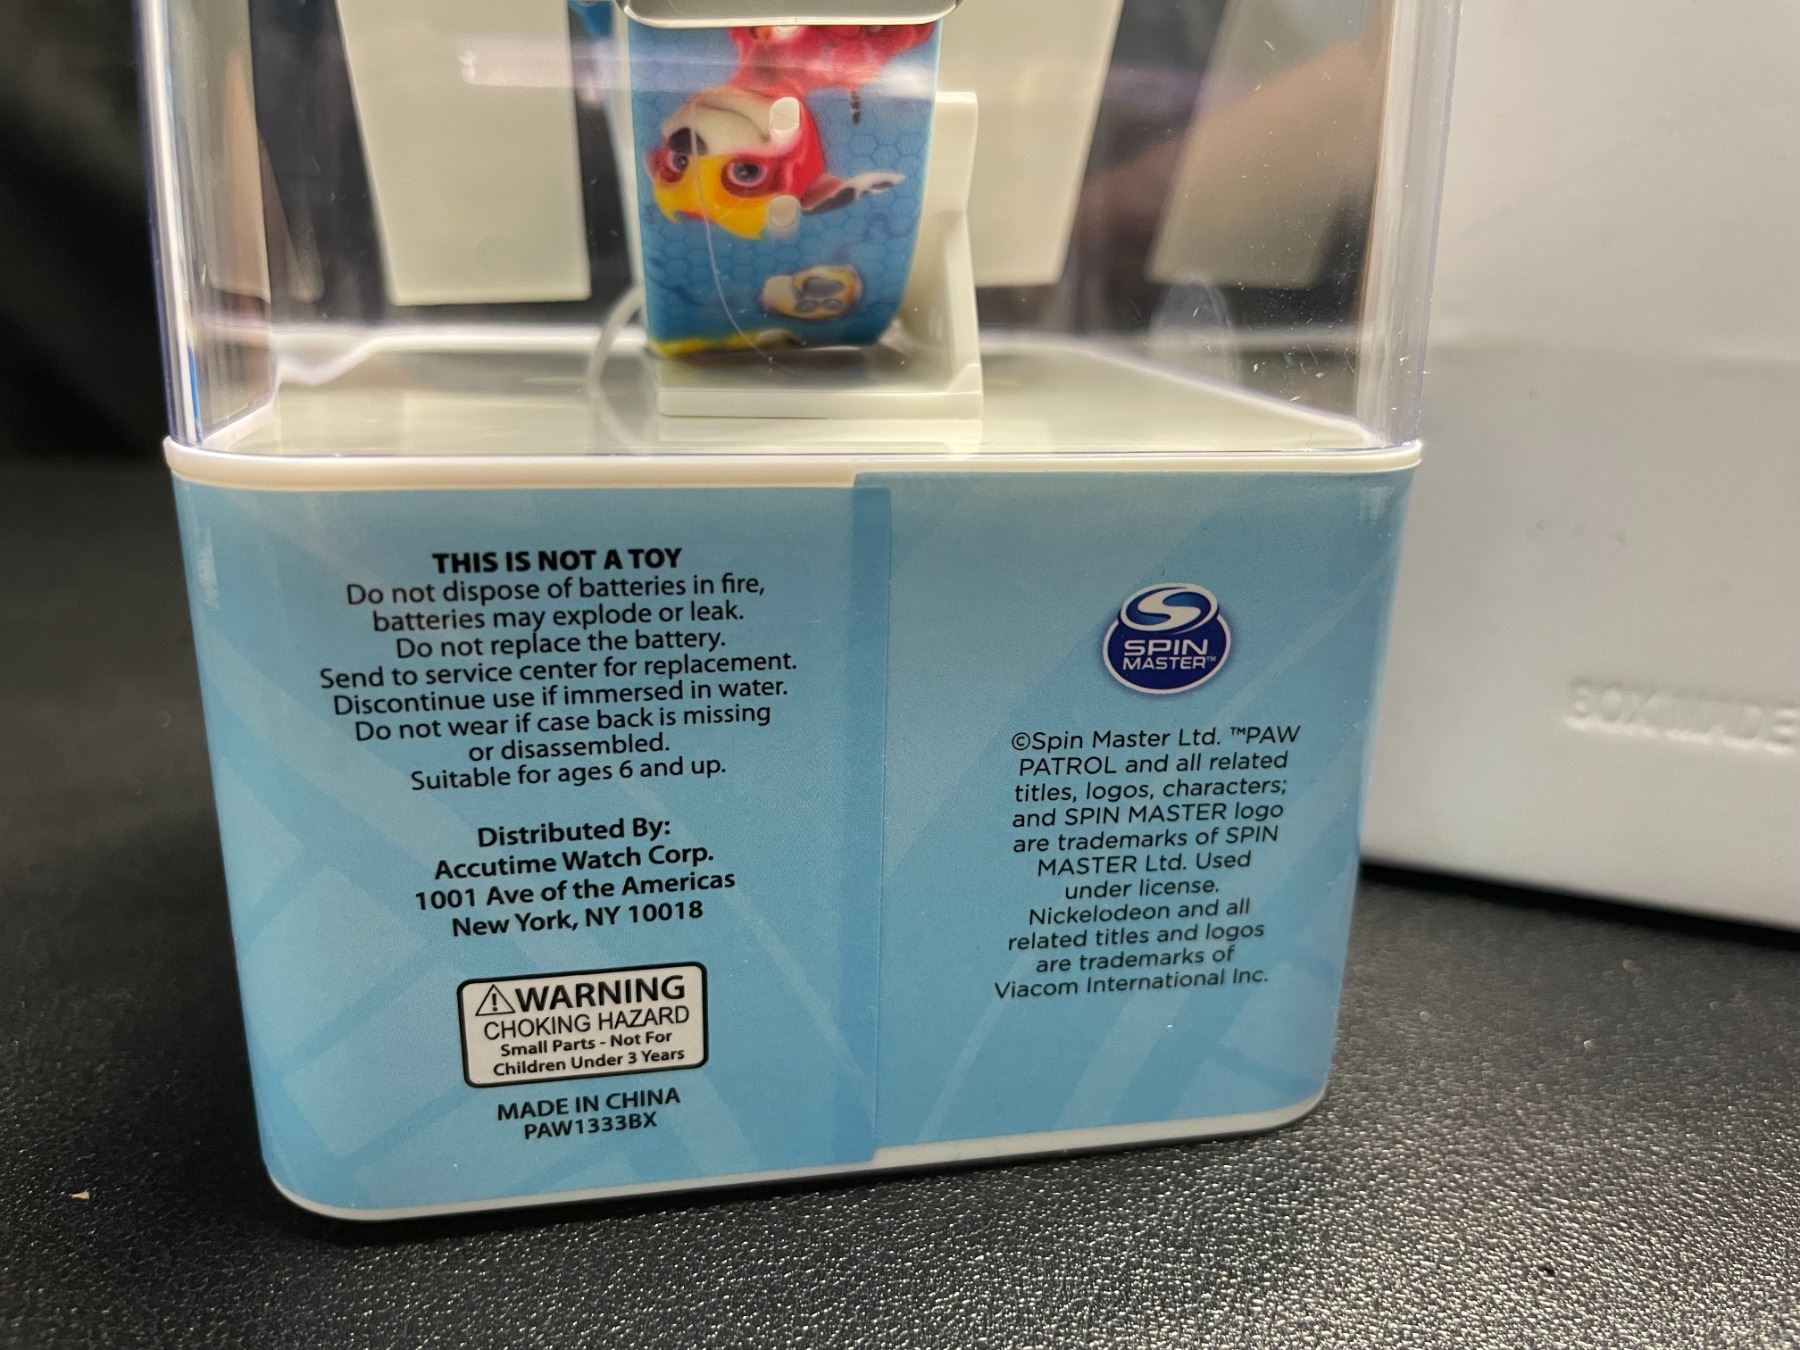 THIS IS NOT A TOY
Do not dispose of batteries in fire,
batteries may explode or leak.
Do not replace the battery.
Send to service center for replacement.
Discontinue use if immersed in water.
Do not wear if case back is missing
or disassembled.
Suitable for ages 6 and up.
Distributed By:
Accutime Watch Corp.
1001 Ave of the Americas
New York, NY 10018
⚠WARNING
CHOKING HAZARD
Small Parts - Not For
Children Under 3 Years
MADE IN CHINA
PAW1333BX
SPIN
MASTER™
©Spin Master Ltd. ™PAW
PATROL and all related
titles, logos, characters;
and SPIN MASTER logo
are trademarks of SPIN
MASTER Ltd. Used
under license.
Nickelodeon and all
related titles and logos
are trademarks of
Viacom International Inc.
BOX MADE